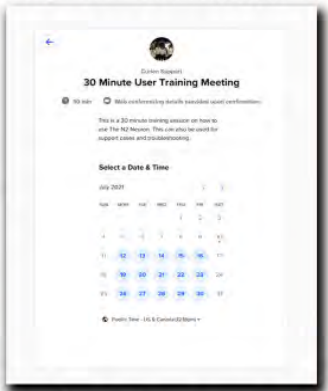 30 Minute User Training Meeting
30 min Web conferencing details provided upon confirmation.
This is a 30 minute training session on how to
use The N2 Neuron. This can also be used for
support cases and troubleshooting.
Select a Date & Time
July 2021
SUN MON TUE WED THU FRI SAT
1 2 3
4 5 6 7 8 9 10
11 12 13 14 15 16 17
18 19 20 21 22 23 24
25 26 27 28 29 30 31
Pacific Time - US & Canada